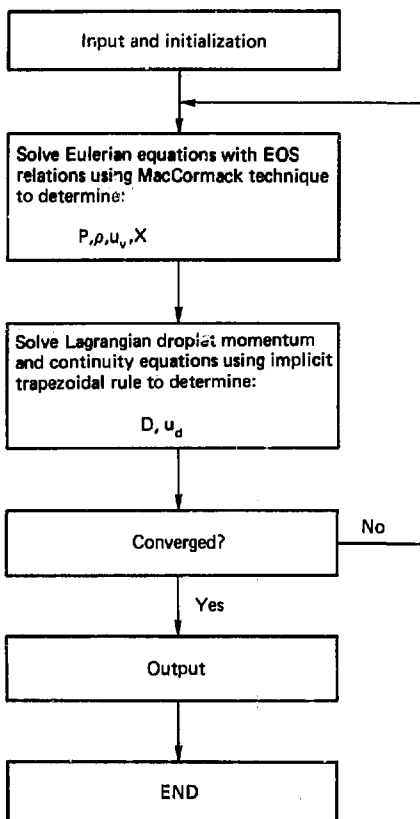 Input and initialization
Solve Eulerian equations with EOS
relations using MacCormack technique
to determine:
P,ρ,u_v,X
Solve Lagrangian droplet momentum
and continuity equations using implicit
trapezoidal rule to determine:
D, u_d
Converged?
No
Yes
Output
END